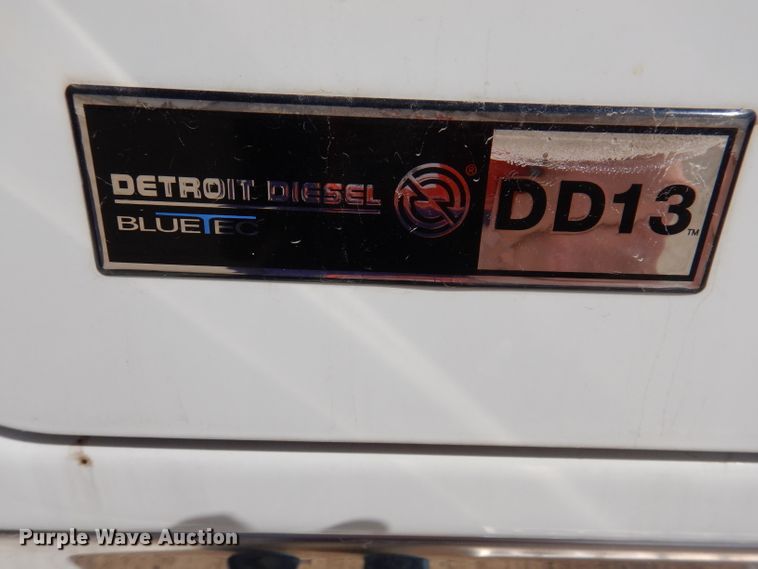 DETROIT DIESEL ® DD13™
BLUETEC
Purple Wave Auction